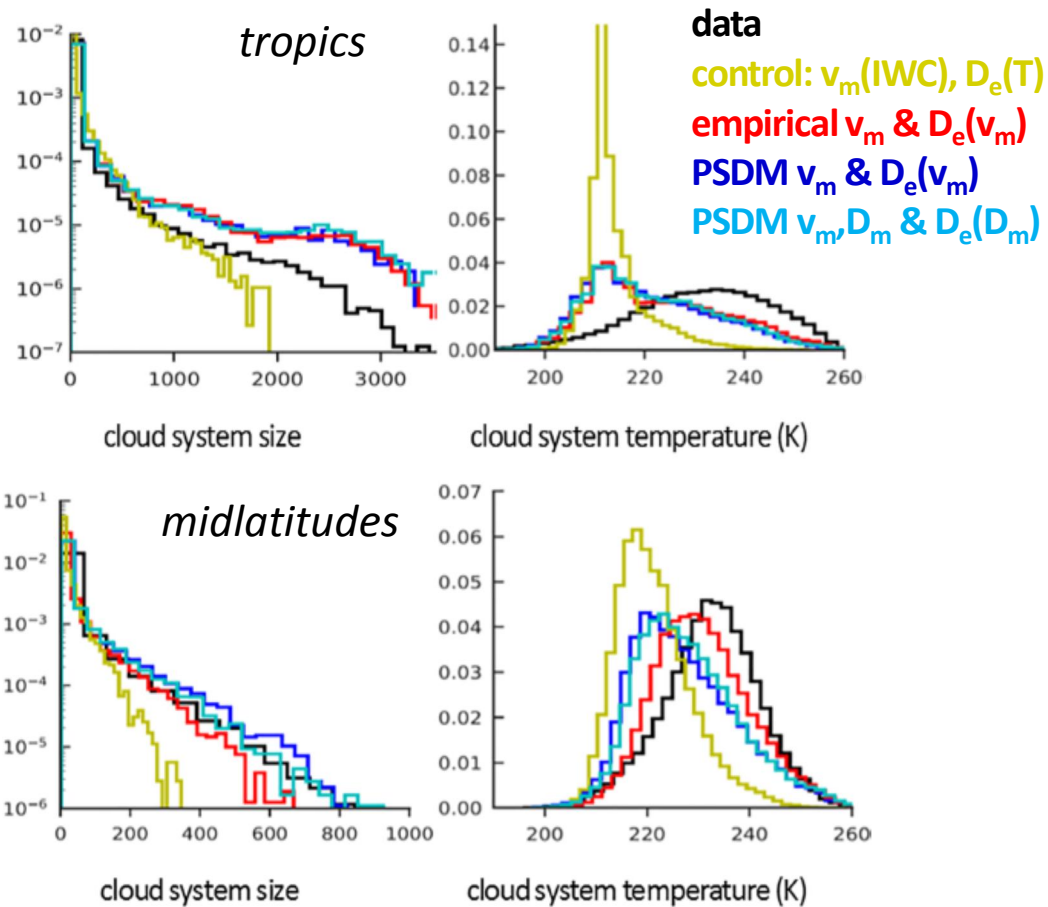 tropics
data
control: vₘ(IWC), Dₑ(T)
empirical vₘ & Dₑ(vₘ)
PSDM vₘ & Dₑ(vₘ)
PSDM vₘ,Dₘ & Dₑ(Dₘ)
10⁻²
10⁻³
10⁻⁴
10⁻⁵
10⁻⁶
10⁻⁷
0 1000 2000 3000
cloud system size
0.14
0.12
0.10
0.08
0.06
0.04
0.02
0.00
200 220 240 260
cloud system temperature (K)
midlatitudes
10⁻¹
10⁻²
10⁻³
10⁻⁴
10⁻⁵
10⁻⁶
0 200 400 600 800 1000
cloud system size
0.07
0.06
0.05
0.04
0.03
0.02
0.01
0.00
200 220 240 260
cloud system temperature (K)